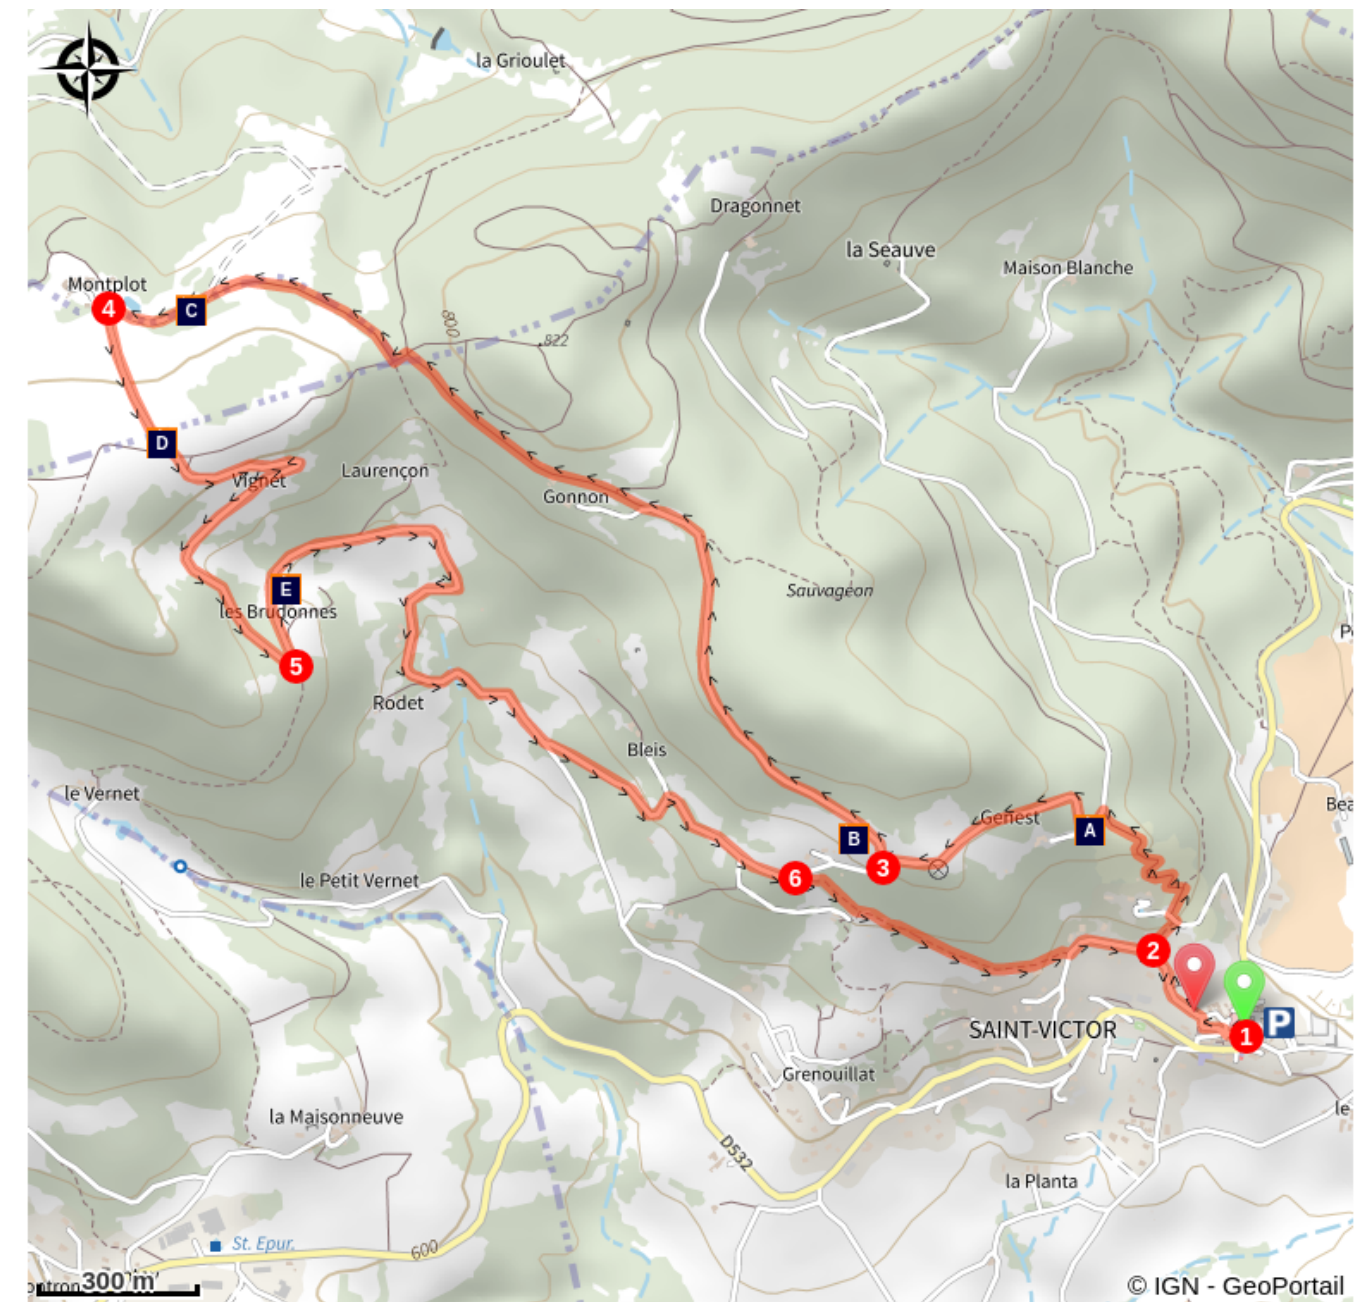 la Grioulet
Dragonnet
la Seauve
Maison Blanche
Montplot
4
C
800
822
D
Vignet
Laurençon
Gonnon
E
les Brudonnes
Sauvageon
5
Rodet
Bleis
le Vernet
Genest
A
B
3
6
le Petit Vernet
2
SAINT-VICTOR
1
P
Grenouillat
la Maisonneuve
D532
la Planta
le
St. Epur.
600
300 m
© IGN - GeoPortail